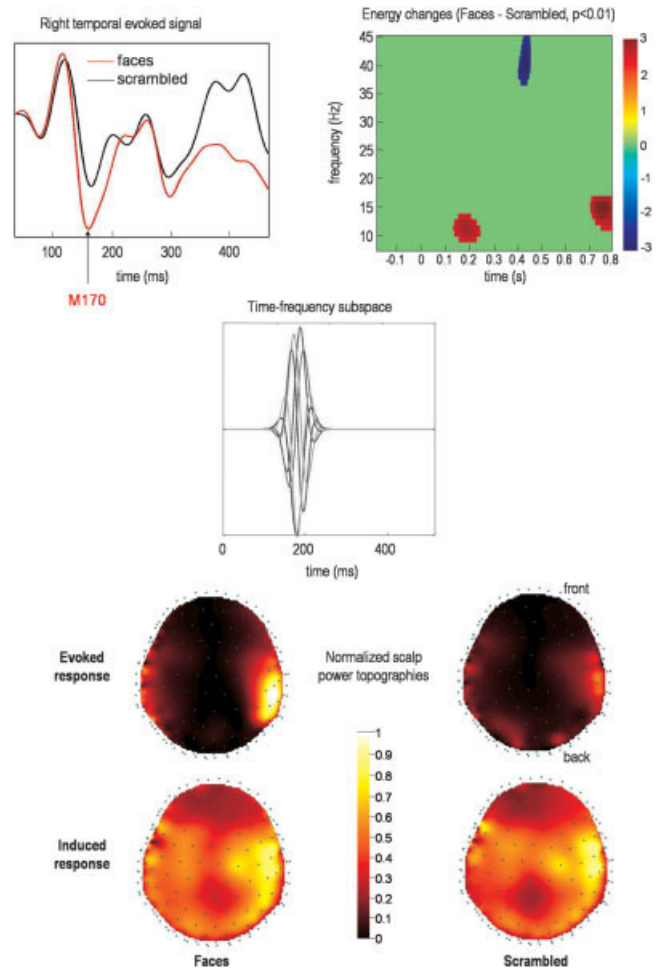 Right temporal evoked signal
faces
scrambled
100 200 300 400
time (ms)
M170
Energy changes (Faces - Scrambled, p<0.01)
frequency (Hz)
45
40
35
30
25
20
15
10
-0.1 0 0.1 0.2 0.3 0.4 0.5 0.6 0.7 0.8
time (s)
3
2
1
0
-1
-2
-3
Time-frequency subspace
0 200 400
time (ms)
Evoked
response
Normalized scalp
power topographies
front
back
1
0.9
0.8
0.7
0.6
0.5
0.4
0.3
0.2
0.1
0
Induced
response
Faces
Scrambled